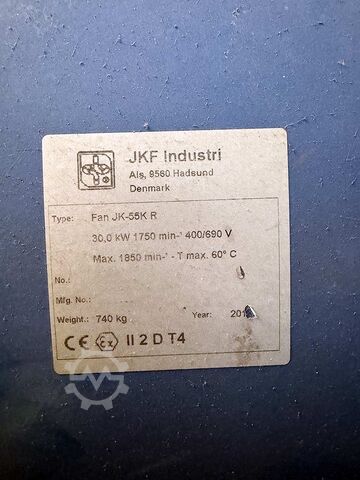 JKF Industri
Als, 9560 Hadsund
Denmark
Type: Fan JK-55K R
30,0 kW 1750 min-¹ 400/690 V
Max. 1850 min-¹ - T max. 60° C
No.:
Mfg. No.:
Weight.: 740 kg Year:
CE Ex II 2 D T4